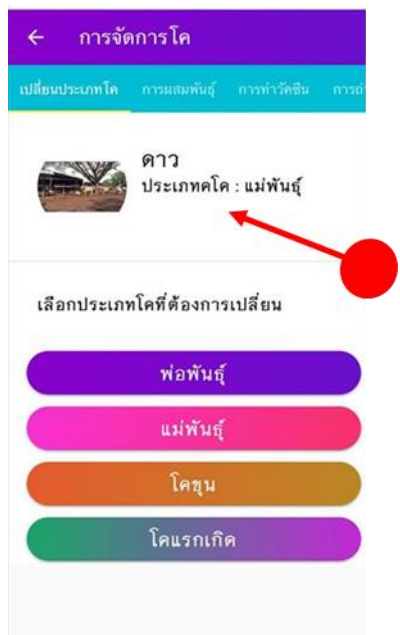 ← การจัดการโค
เปลี่ยนประเภทโค การผสมพันธุ์ การทำวัคซีน
ดาว
ประเภทคโค : แม่พันธุ์
เลือกประเภทโคที่ต้องการเปลี่ยน
พ่อพันธุ์
แม่พันธุ์
โคขุน
โคแรกเกิด